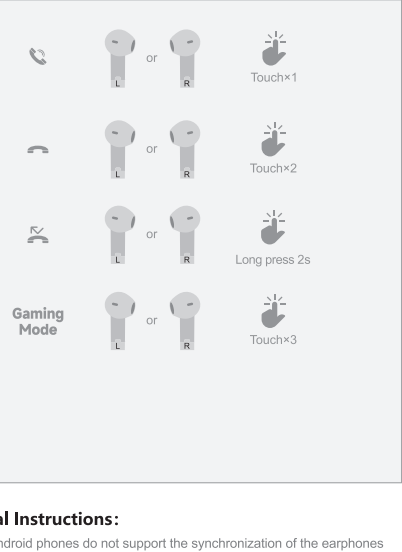 or
L R
Touch×1
or
L R
Touch×2
or
L R
Long press 2s
Gaming
Mode
or
L R
Touch×3
al Instructions:
ndroid phones do not support the synchronization of the earphones